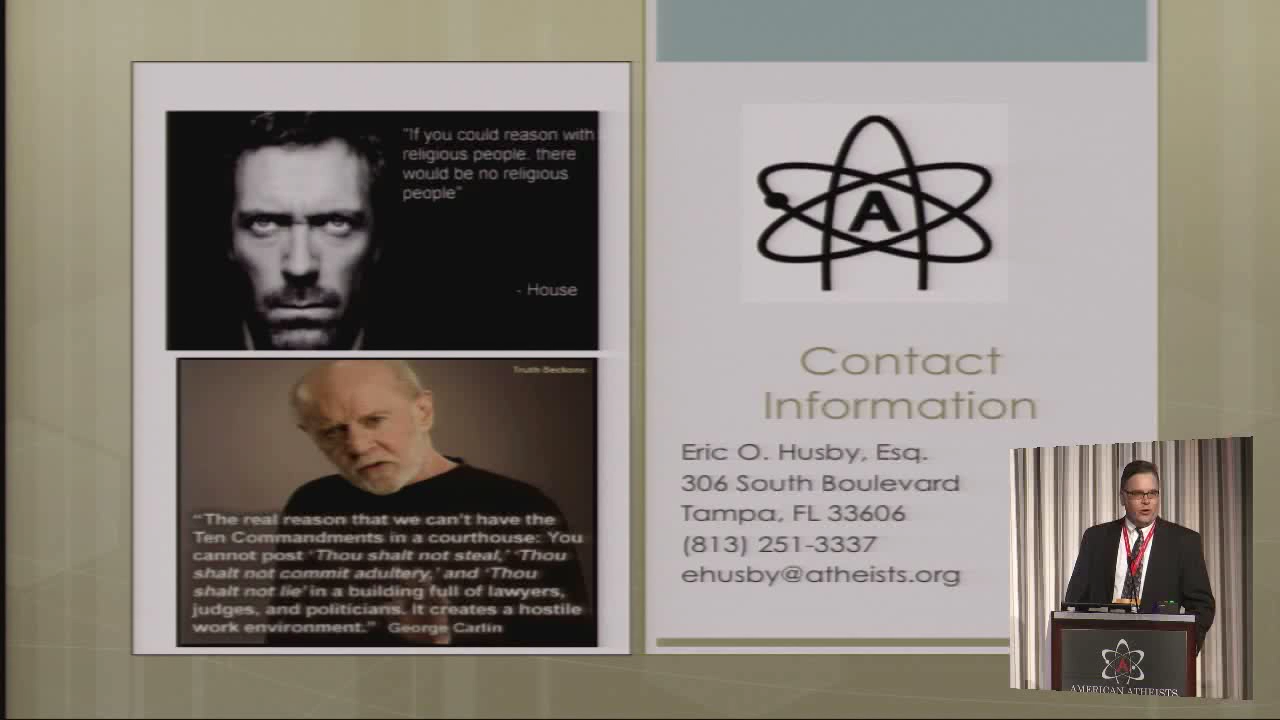 "If you could reason with
religious people. there
would be no religious
people"
- House
Truth Seckons
"The real reason that we can't have the
Ten Commandments in a courthouse: You
cannot post 'Thou shalt not steal,' 'Thou
shalt not commit adultery,' and 'Thou
shalt not lie' in a building full of lawyers,
judges, and politicians. It creates a hostile
work environment." George Carlin
A
Contact
Information
Eric O. Husby, Esq.
306 South Boulevard
Tampa, FL 33606
(813) 251-3337
ehusby@atheists.org
A
AMERICAN ATHEISTS